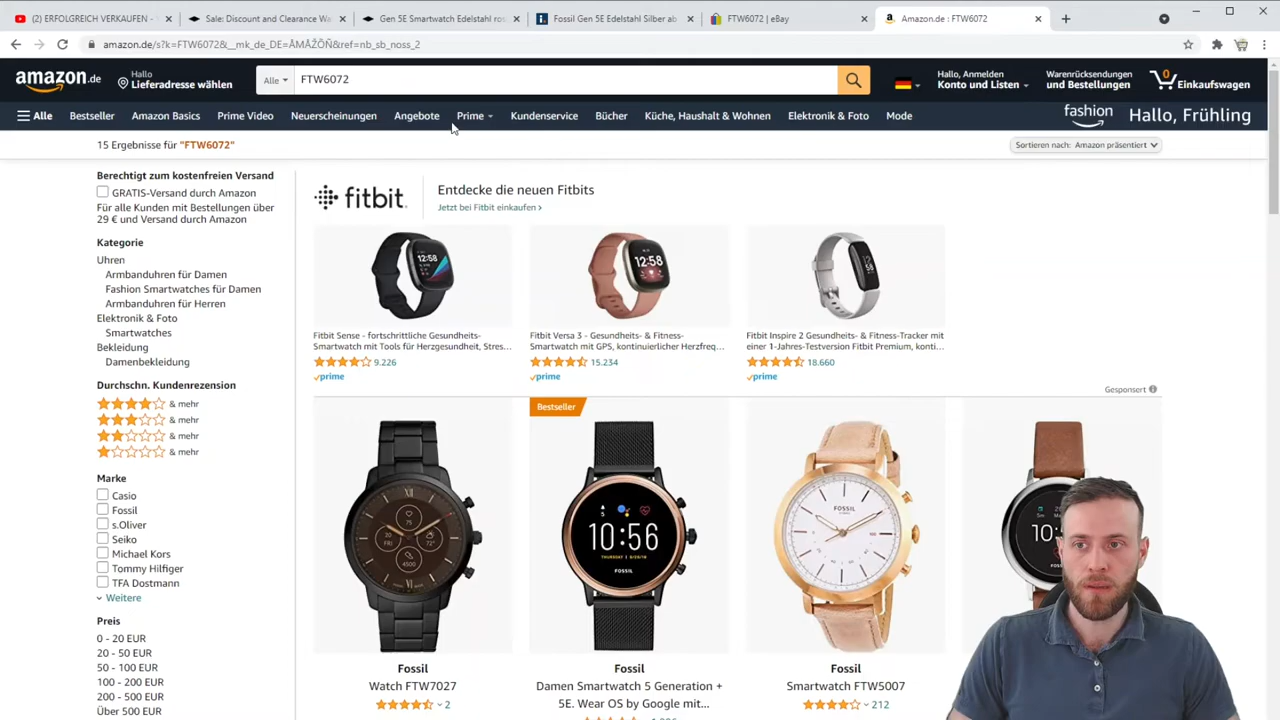 (2) ERFOLGREICH VERKAUFEN -
Sale: Discount and Clearance Wa
Gen 5E Smartwatch Edelstahl ros
Fossil Gen 5E Edelstahl Silber ab
FTW6072 | eBay
Amazon.de : FTW6072
amazon.de/s?k=FTW6072&__mk_de_DE=ÅMÅŽÕÑ&ref=nb_sb_noss_2
amazon.de
Hallo
Lieferadresse wählen
Alle
FTW6072
Hallo, Anmelden
Konto und Listen
Warenrücksendungen
und Bestellungen
0
Einkaufswagen
Alle
Bestseller
Amazon Basics
Prime Video
Neuerscheinungen
Angebote
Prime
Kundenservice
Bücher
Küche, Haushalt & Wohnen
Elektronik & Foto
Mode
fashion
Hallo, Frühling
15 Ergebnisse für "FTW6072"
Sortieren nach: Amazon präsentiert
Berechtigt zum kostenfreien Versand
GRATIS-Versand durch Amazon
Für alle Kunden mit Bestellungen über
29 € und Versand durch Amazon
Kategorie
Uhren
Armbanduhren für Damen
Fashion Smartwatches für Damen
Armbanduhren für Herren
Elektronik & Foto
Smartwatches
Bekleidung
Damenbekleidung
Durchschn. Kundenrezension
& mehr
& mehr
& mehr
& mehr
Marke
Casio
Fossil
s.Oliver
Seiko
Michael Kors
Tommy Hilfiger
TFA Dostmann
Weitere
Preis
0 - 20 EUR
20 - 50 EUR
50 - 100 EUR
100 - 200 EUR
200 - 500 EUR
Über 500 EUR
fitbit
Entdecke die neuen Fitbits
Jetzt bei Fitbit einkaufen ›
12:58
12:58
12:58
Fitbit Sense - fortschrittliche Gesundheits-
Smartwatch mit Tools für Herzgesundheit, Stres...
9.226
prime
Fitbit Versa 3 - Gesundheits- & Fitness-
Smartwatch mit GPS, kontinuierlicher Herzfreq...
15.234
prime
Fitbit Inspire 2 Gesundheits- & Fitness-Tracker mit
einer 1-Jahres-Testversion Fitbit Premium, konti...
18.660
prime
Gesponsert
Bestseller
10:56
FOSSIL
FOSSIL
Fossil
Watch FTW7027
2
Fossil
Damen Smartwatch 5 Generation +
5E. Wear OS by Google mit...
Fossil
Smartwatch FTW5007
212